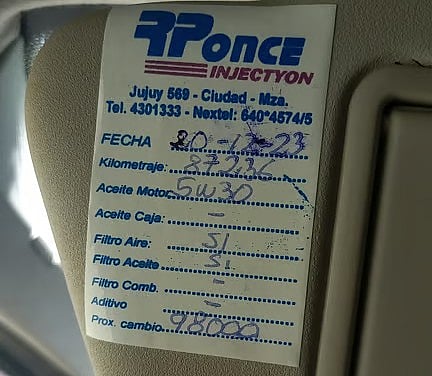 RPonce
INJECTYON
Jujuy 569 - Ciudad - Mza.
Tel. 4301333 - Nextel: 640*4574/5
FECHA 20-12-23
Kilometraje: 87236
Aceite Motor 5W30
Aceite Caja: -
Filtro Aire: SI
Filtro Aceite SI
Filtro Comb. -
Aditivo -
Prox. cambio 98000